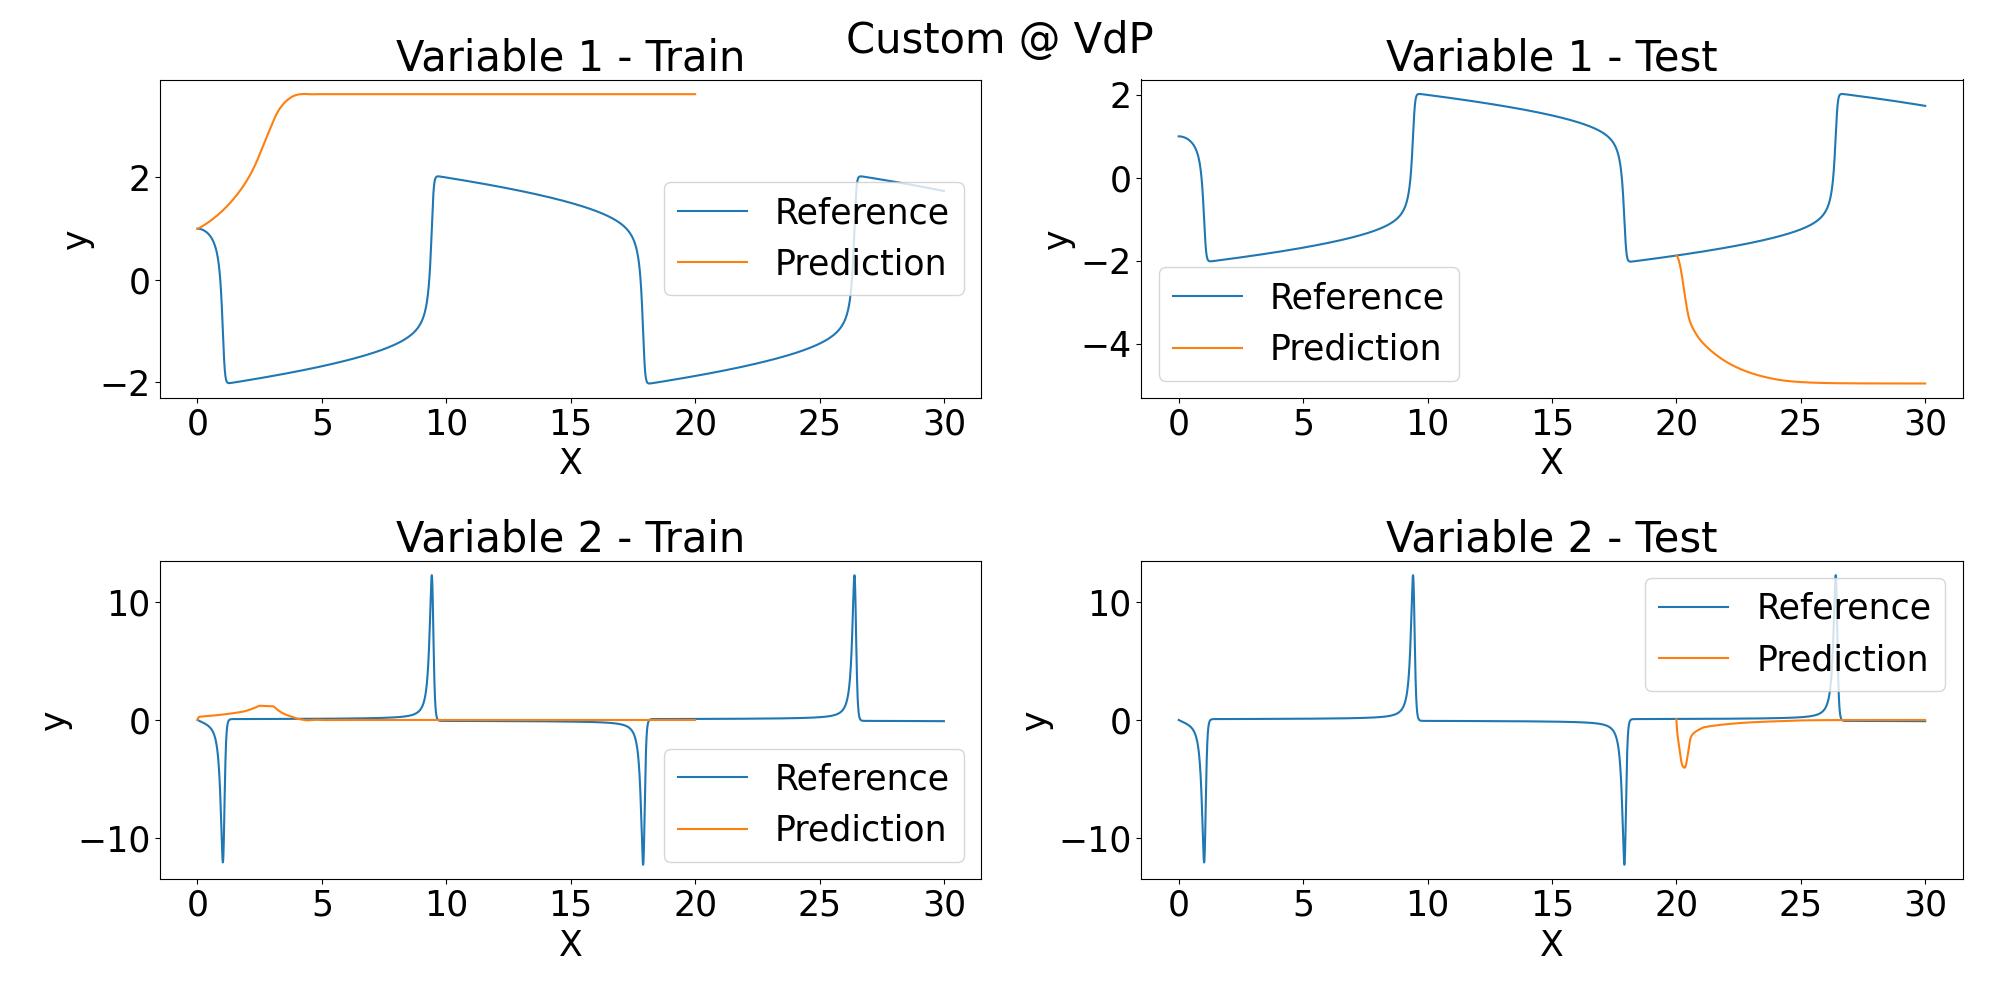 Custom @ VdP
Variable 1 - Train
y
2
0
−2
0 5 10 15 20 25 30
X
Reference
Prediction
Variable 1 - Test
y
2
0
−2
−4
0 5 10 15 20 25 30
X
Reference
Prediction
Variable 2 - Train
y
10
0
−10
0 5 10 15 20 25 30
X
Reference
Prediction
Variable 2 - Test
y
10
0
−10
0 5 10 15 20 25 30
X
Reference
Prediction